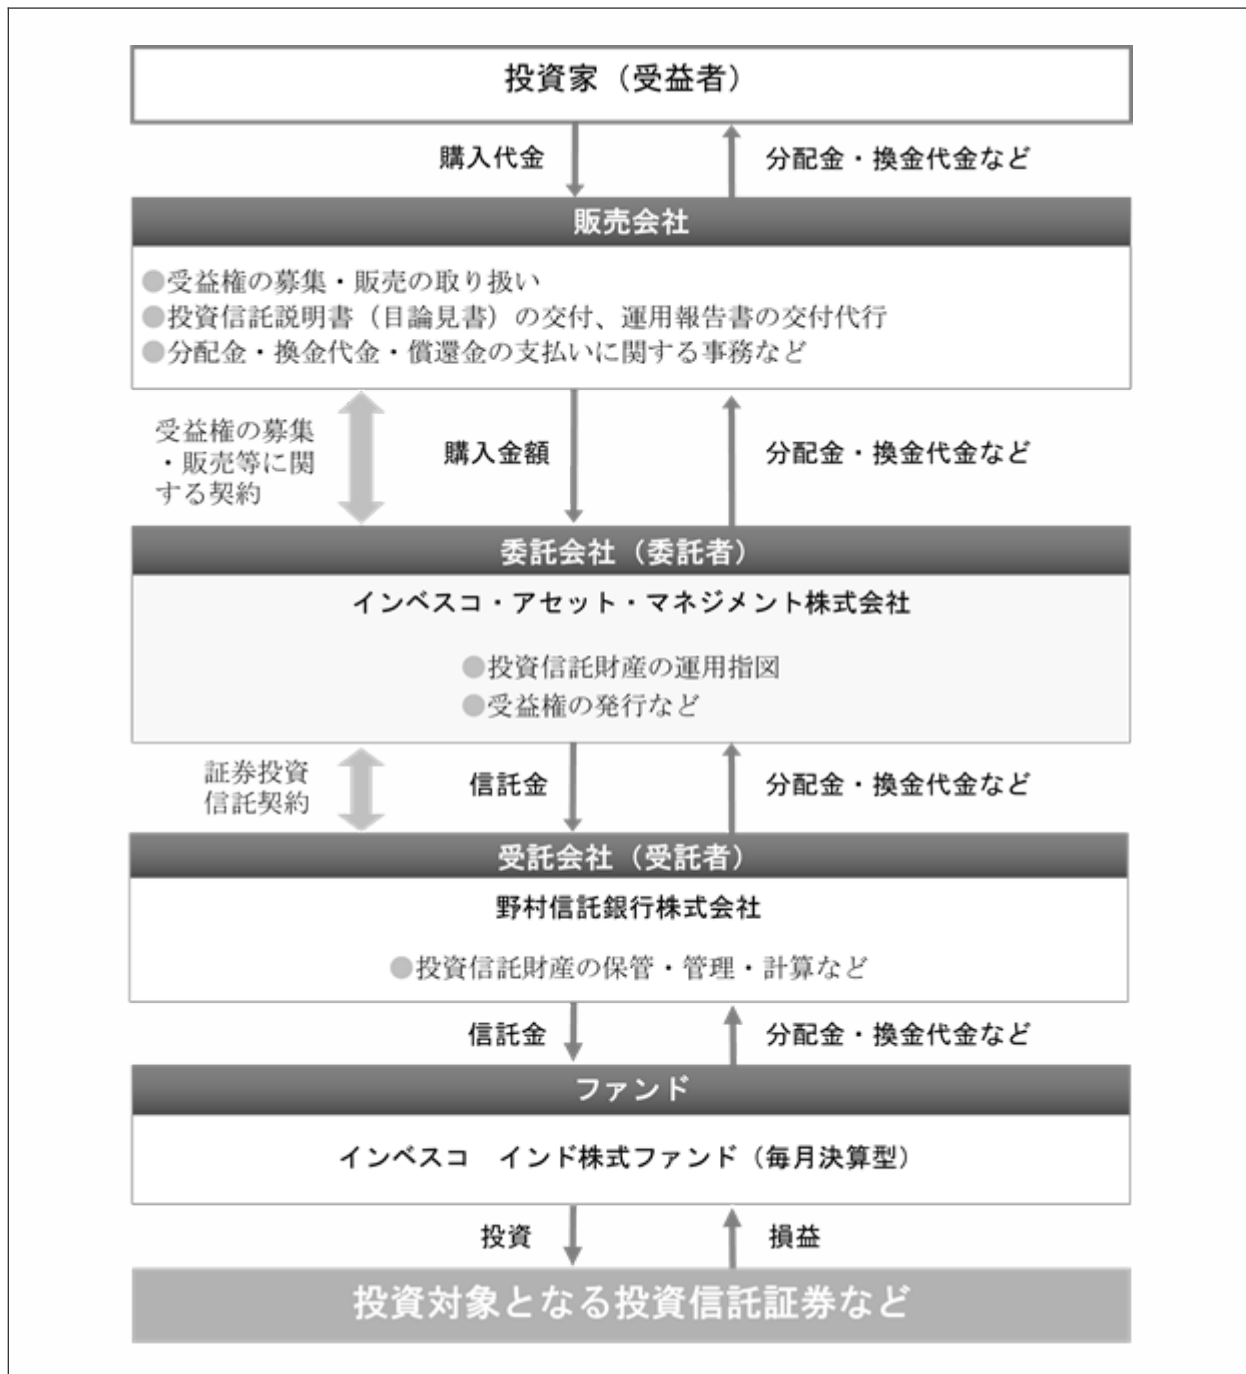 投資家（受益者）
購入代金
分配金・換金代金など
販売会社
●受益権の募集・販売の取り扱い
●投資信託説明書（目論見書）の交付、運用報告書の交付代行
●分配金・換金代金・償還金の支払いに関する事務など
受益権の募集
・販売等に関
する契約
購入金額
分配金・換金代金など
委託会社（委託者）
インベスコ・アセット・マネジメント株式会社
●投資信託財産の運用指図
●受益権の発行など
証券投資
信託契約
信託金
分配金・換金代金など
受託会社（受託者）
野村信託銀行株式会社
●投資信託財産の保管・管理・計算など
信託金
分配金・換金代金など
ファンド
インベスコ　インド株式ファンド（毎月決算型）
投資
損益
投資対象となる投資信託証券など